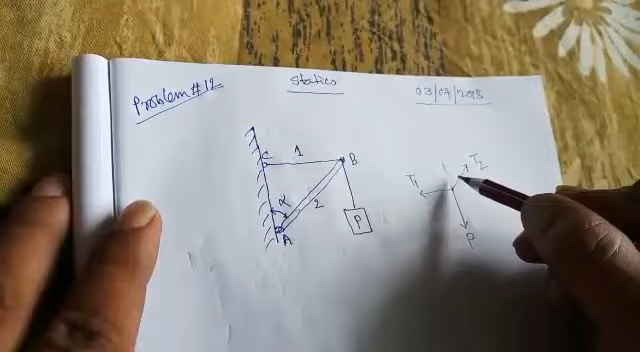 Problem # 12
Statics
03/07/2018
C
1
B
α
2
P
A
T1
T2
P